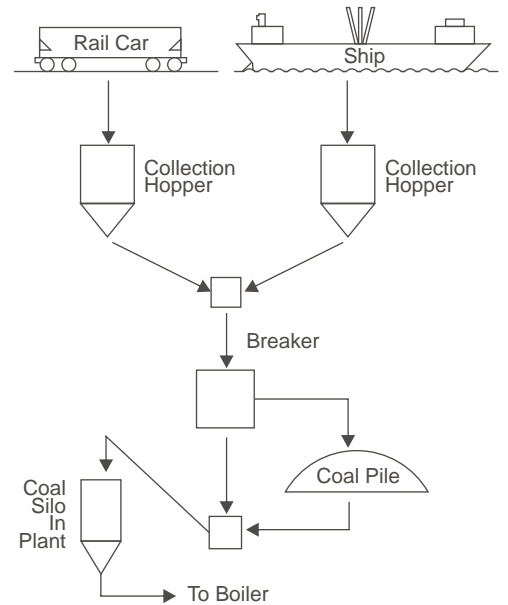 Rail Car
Ship
Collection
Hopper
Collection
Hopper
Breaker
Coal Pile
Coal
Silo
In
Plant
To Boiler